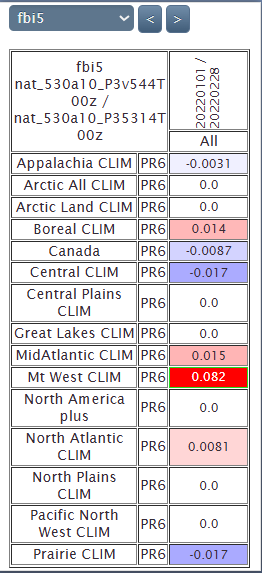 fbi5
<
>
fbi5
nat_530a10_P3v544T
00z /
nat_530a10_P35314T
00z
20220101 /
20220228
All
Appalachia CLIM PR6 -0.0031
Arctic All CLIM PR6 0.0
Arctic Land CLIM PR6 0.0
Boreal CLIM PR6 0.014
Canada PR6 -0.0087
Central CLIM PR6 -0.017
Central Plains
CLIM PR6 0.0
Great Lakes CLIM PR6 0.0
MidAtlantic CLIM PR6 0.015
Mt West CLIM PR6 0.082
North America
plus PR6 0.0
North Atlantic
CLIM PR6 0.0081
North Plains
CLIM PR6 0.0
Pacific North
West CLIM PR6 0.0
Prairie CLIM PR6 -0.017